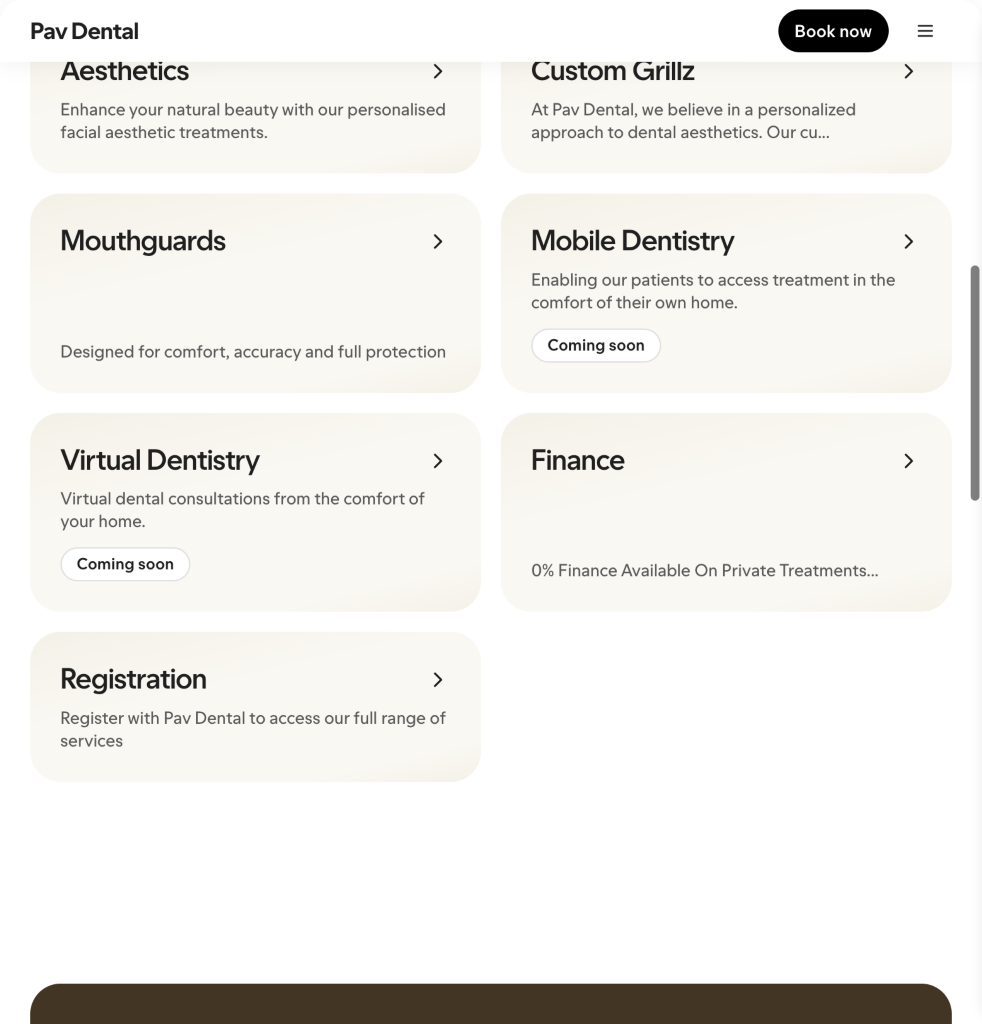 Pav Dental
Book now
Aesthetics
Enhance your natural beauty with our personalised
facial aesthetic treatments.
Custom Grillz
At Pav Dental, we believe in a personalized
approach to dental aesthetics. Our cu...
Mouthguards
Designed for comfort, accuracy and full protection
Mobile Dentistry
Enabling our patients to access treatment in the
comfort of their own home.
Coming soon
Virtual Dentistry
Virtual dental consultations from the comfort of
your home.
Coming soon
Finance
0% Finance Available On Private Treatments...
Registration
Register with Pav Dental to access our full range of
services